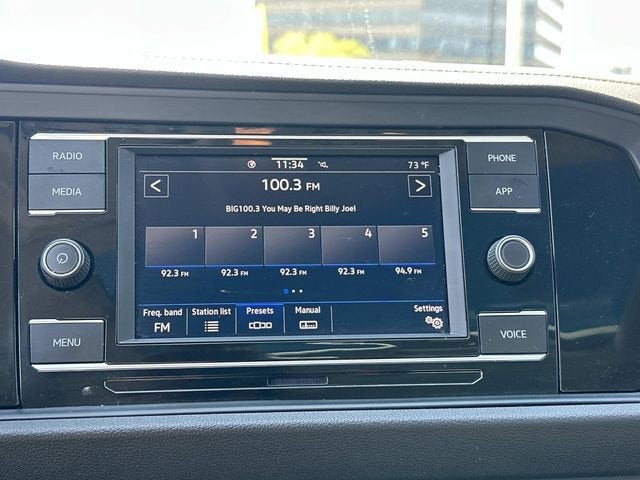 RADIO
MEDIA
MENU
PHONE
APP
VOICE
11:34
73 °F
< 100.3 FM >
BIG100.3 You May Be Right Billy Joel
1 2 3 4 5
92.3 FM 92.3 FM 92.3 FM 92.3 FM 94.9 FM
Freq. band Station list Presets Manual Settings
FM